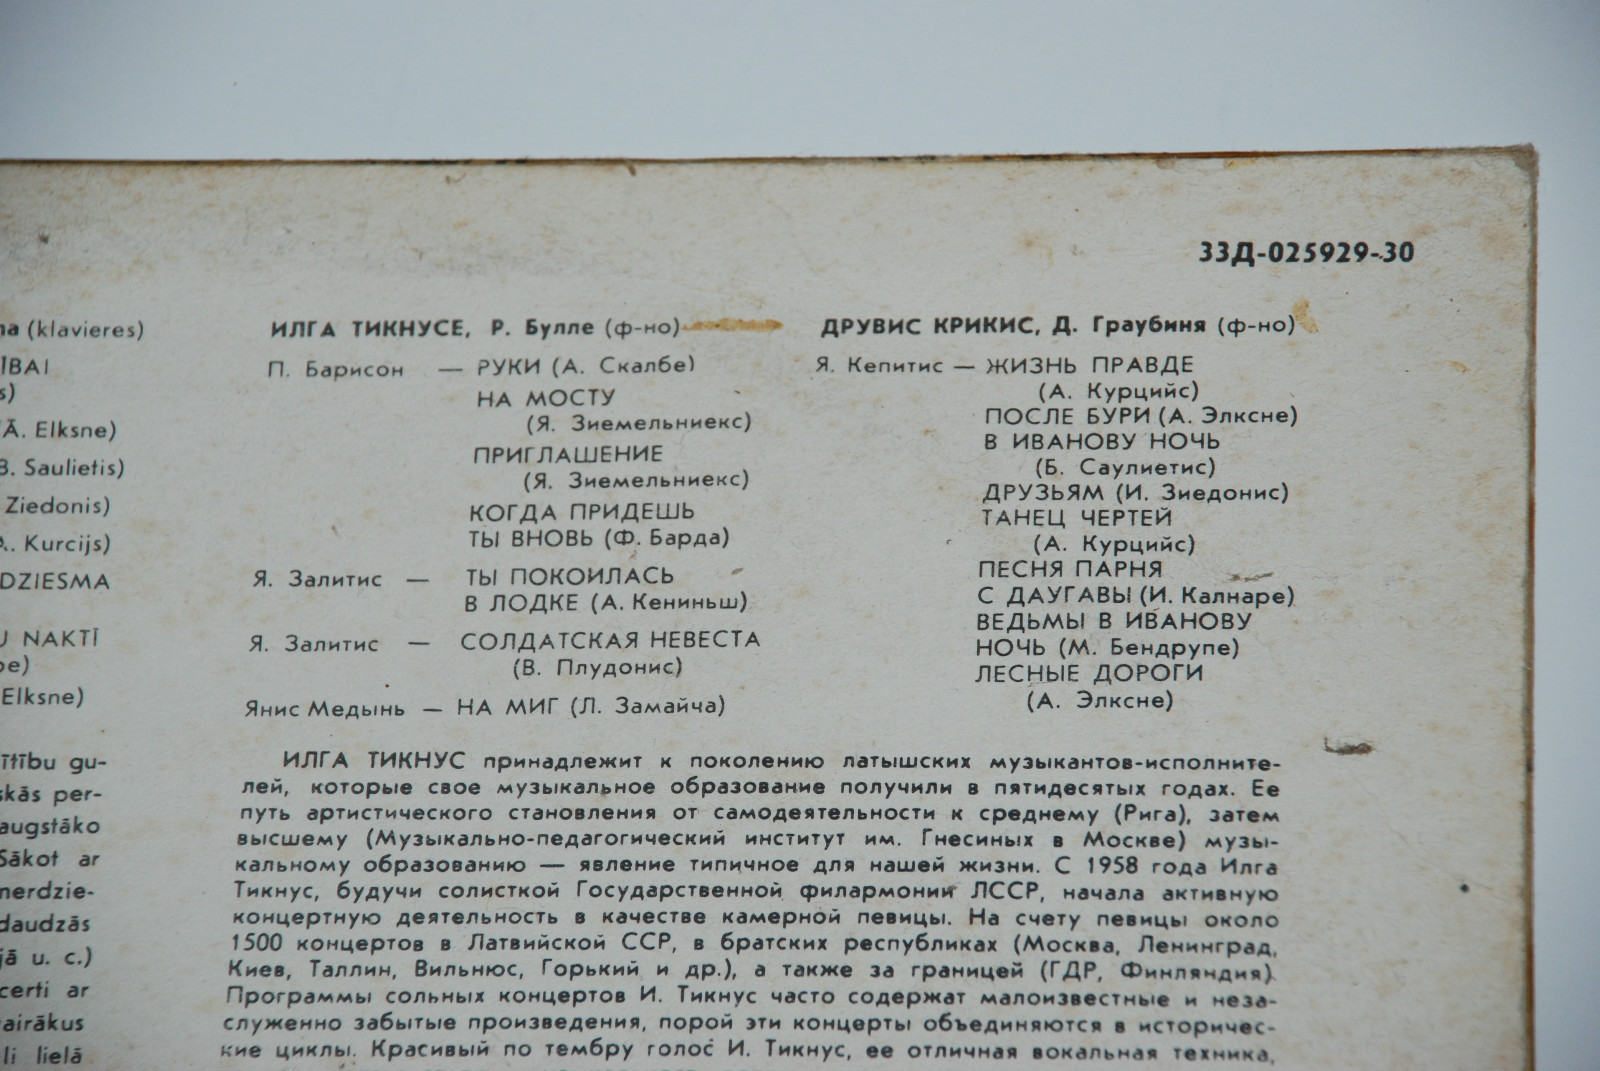 33Д-025929-30
(klavieres)
ĪBAI
s)
Ā. Elksne)
B. Saulietis)
Ziedonis)
Kurcijs)
DZIESMA
NAKTĪ
Elksne)
ītību gu-
skās per-
augstāko
Sākot ar
nerdzie-
daudzās
jā u. c.)
certi ar
airākus
li lielā
ИЛГА ТИКНУСЕ, Р. Булле (ф-но)
П. Барисон — РУКИ (А. Скалбе)
НА МОСТУ
(Я. Зиемельниекс)
ПРИГЛАШЕНИЕ
(Я. Зиемельниекс)
КОГДА ПРИДЕШЬ
ТЫ ВНОВЬ (Ф. Барда)
Я. Залитис — ТЫ ПОКОИЛАСЬ
В ЛОДКЕ (А. Кениньш)
Я. Залитис — СОЛДАТСКАЯ НЕВЕСТА
(В. Плудонис)
Янис Медынь — НА МИГ (Л. Замайча)
ДРУВИС КРИКИС, Д. Граубиня (ф-но)
Я. Кепитис — ЖИЗНЬ ПРАВДЕ
(А. Курцийс)
ПОСЛЕ БУРИ (А. Элксне)
В ИВАНОВУ НОЧЬ
(Б. Саулиетис)
ДРУЗЬЯМ (И. Зиедонис)
ТАНЕЦ ЧЕРТЕЙ
(А. Курцийс)
ПЕСНЯ ПАРНЯ
С ДАУГАВЫ (И. Калнаре)
ВЕДЬМЫ В ИВАНОВУ
НОЧЬ (М. Бендрупе)
ЛЕСНЫЕ ДОРОГИ
(А. Элксне)
ИЛГА ТИКНУС принадлежит к поколению латышских музыкантов-исполните-
лей, которые свое музыкальное образование получили в пятидесятых годах. Ее
путь артистического становления от самодеятельности к среднему (Рига), затем
высшему (Музыкально-педагогический институт им. Гнесиных в Москве) музы-
кальному образованию — явление типичное для нашей жизни. С 1958 года Илга
Тикнус, будучи солисткой Государственной филармонии ЛССР, начала активную
концертную деятельность в качестве камерной певицы. На счету певицы около
1500 концертов в Латвийской ССР, в братских республиках (Москва, Ленинград,
Киев, Таллин, Вильнюс, Горький и др.), а также за границей (ГДР, Финляндия).
Программы сольных концертов И. Тикнус часто содержат малоизвестные и неза-
служенно забытые произведения, порой эти концерты объединяются в историчес-
кие циклы. Красивый по тембру голос И. Тикнус, ее отличная вокальная техника,